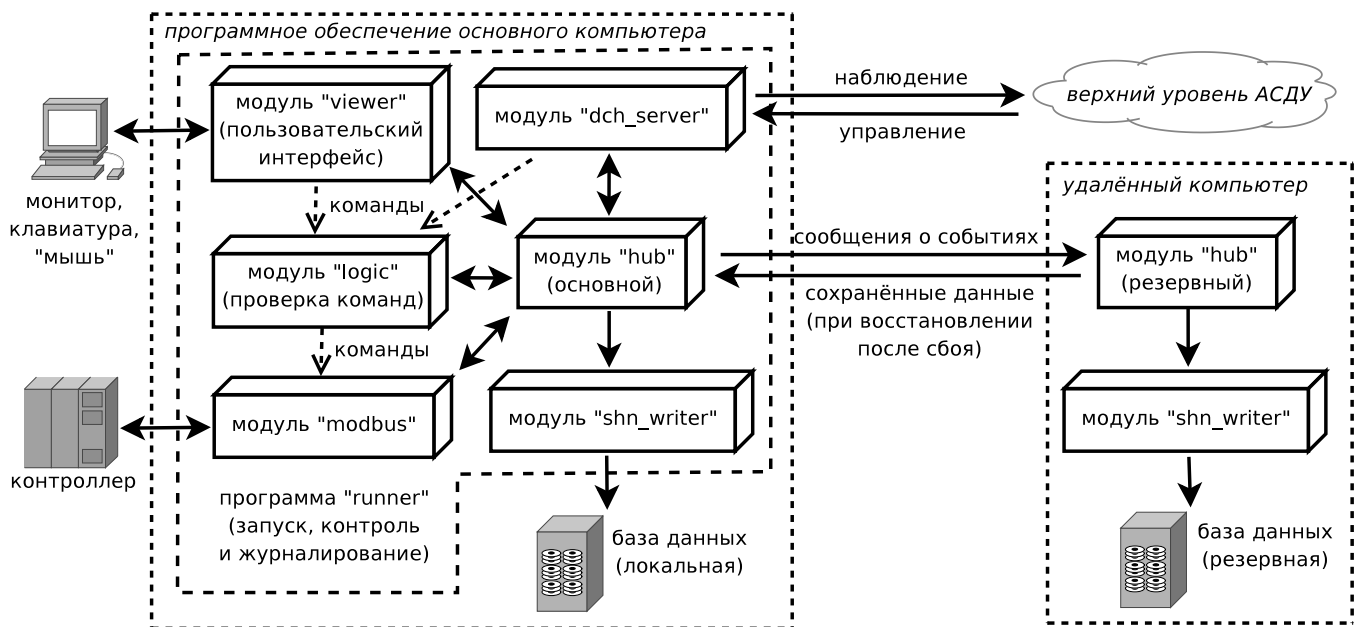 программное обеспечение основного компьютера
модуль "viewer"
(пользовательский
интерфейс)
модуль "dch_server"
наблюдение
управление
верхний уровень АСДУ
монитор,
клавиатура,
"мышь"
команды
удалённый компьютер
модуль "logic"
(проверка команд)
модуль "hub"
(основной)
сообщения о событиях
сохранённые данные
(при восстановлении
после сбоя)
модуль "hub"
(резервный)
команды
модуль "modbus"
модуль "shn_writer"
модуль "shn_writer"
контроллер
программа "runner"
(запуск, контроль
и журналирование)
база данных
(локальная)
база данных
(резервная)